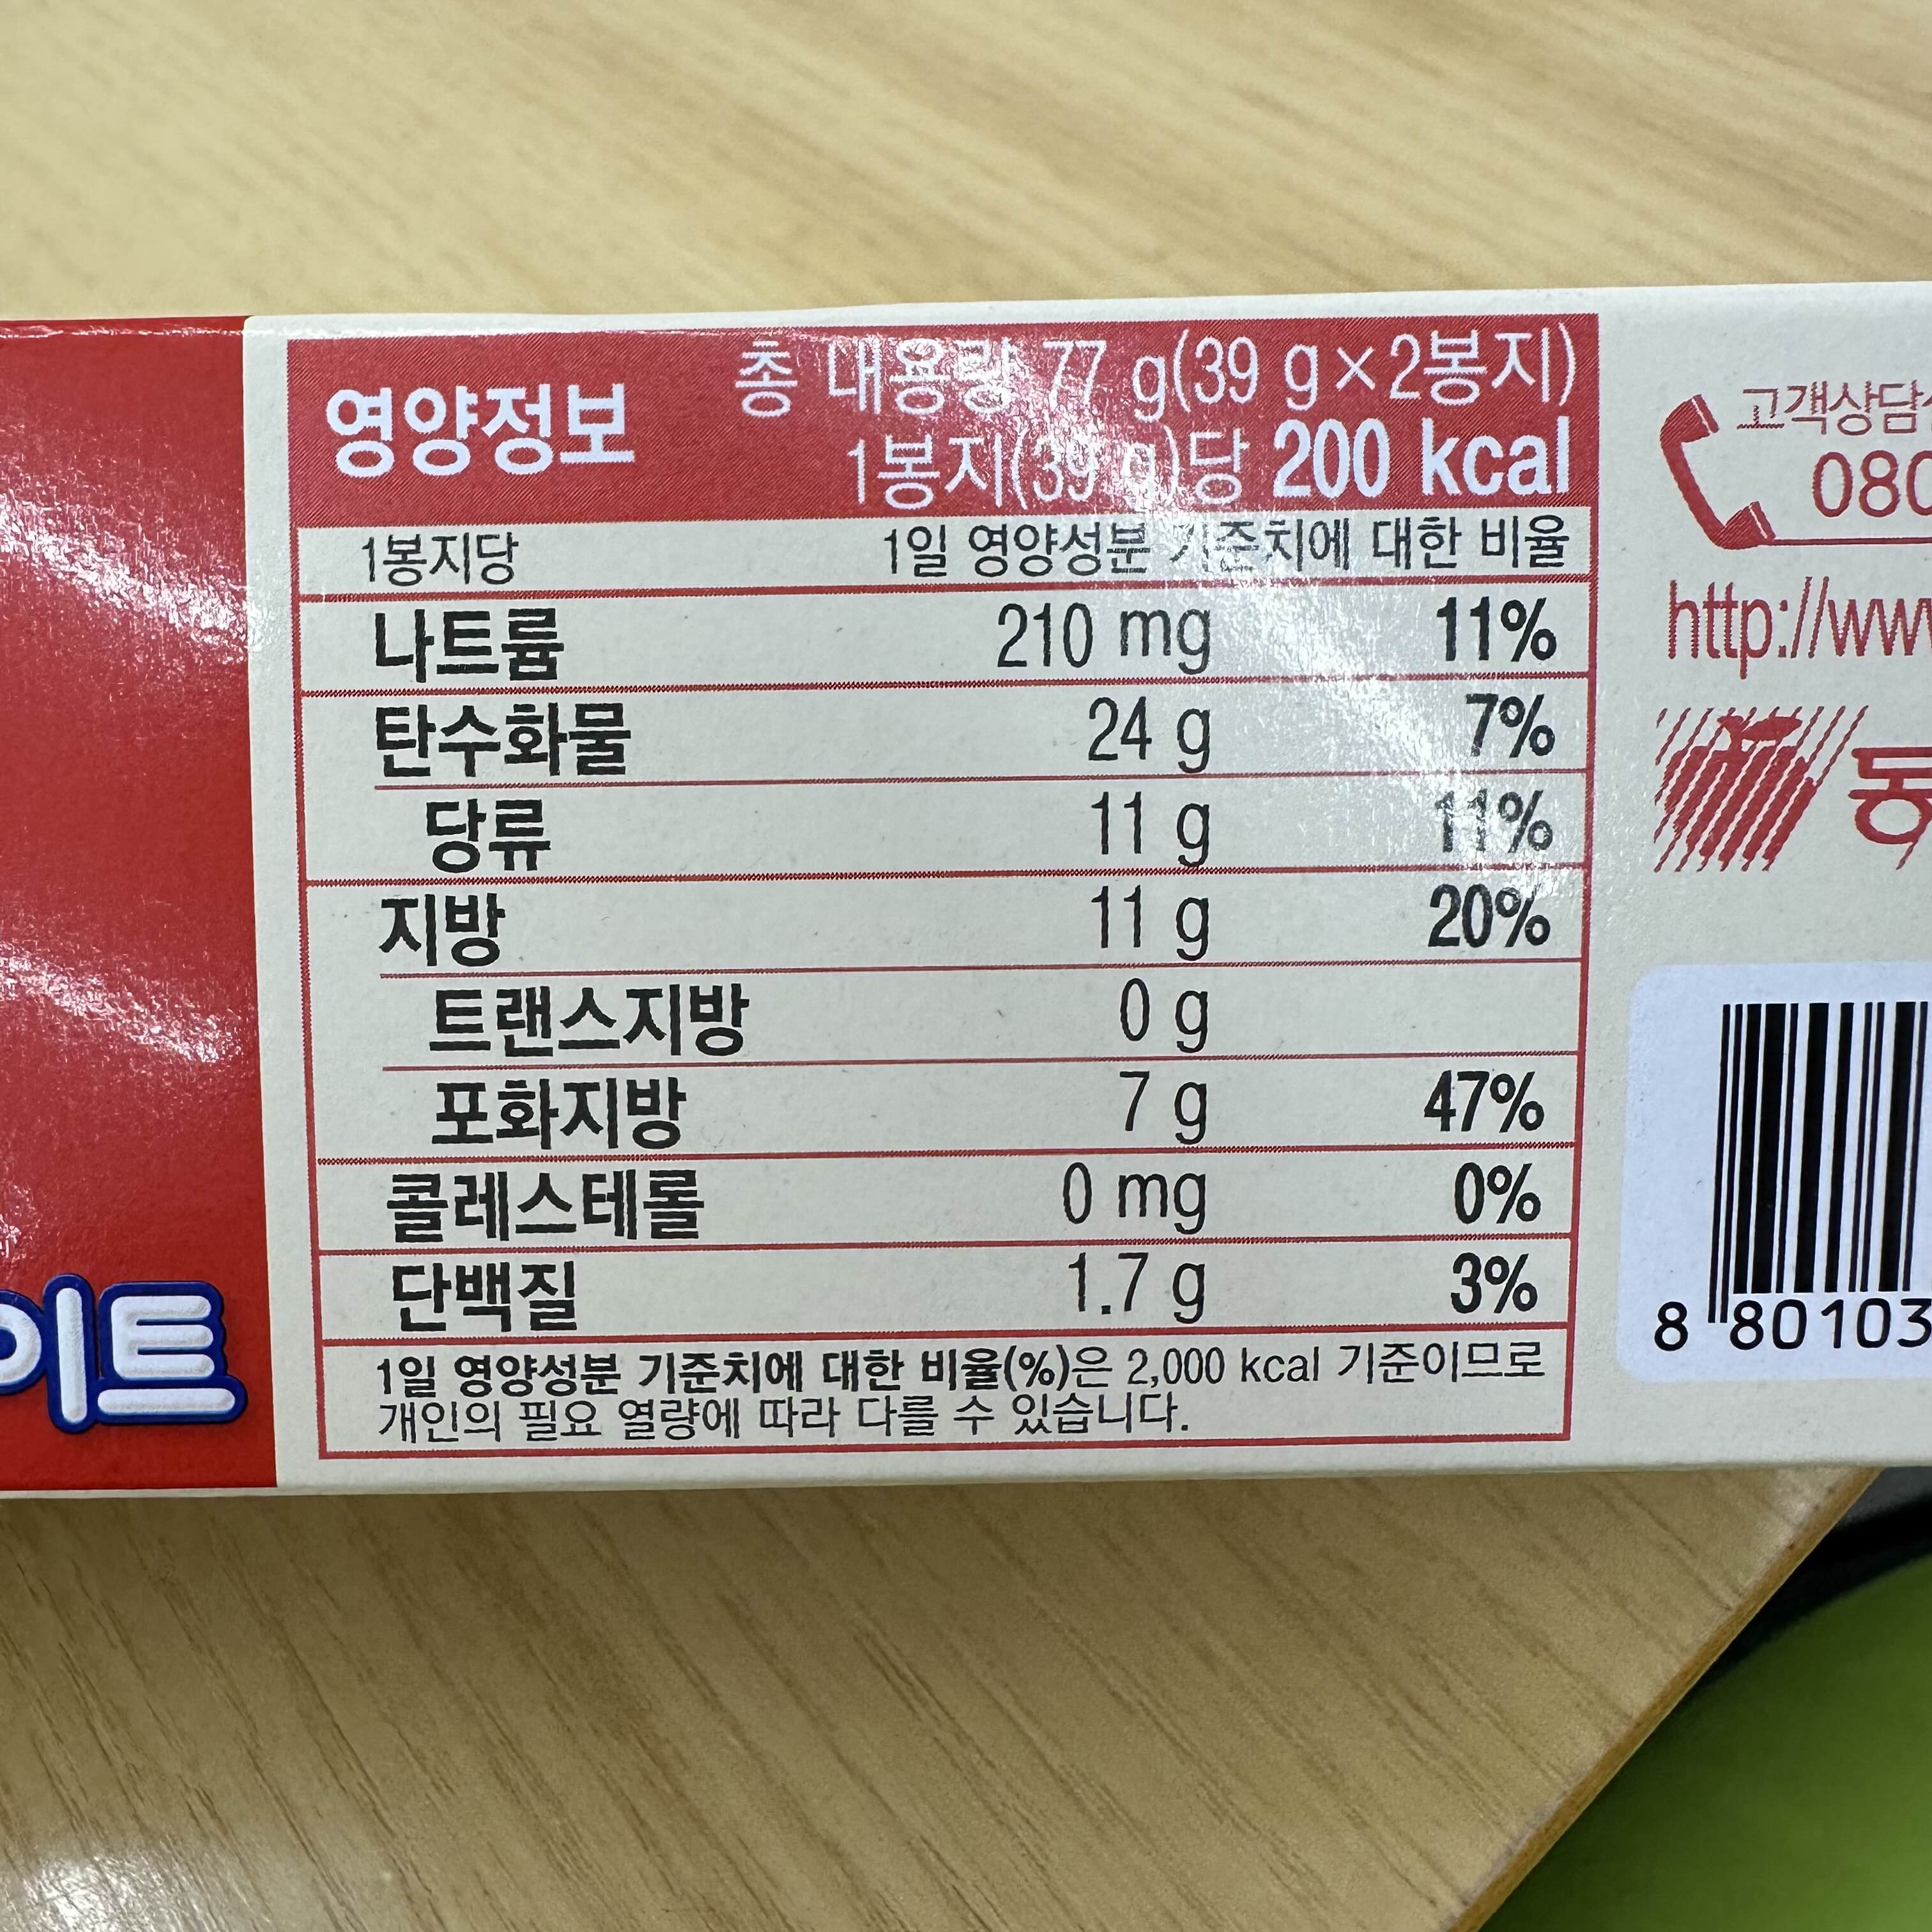 영양정보
총 내용량 77 g(39 g×2봉지)
1봉지(39 g)당 200 kcal
1봉지당 1일 영양성분 기준치에 대한 비율
나트륨 210 mg 11%
탄수화물 24 g 7%
당류 11 g 11%
지방 11 g 20%
트랜스지방 0 g
포화지방 7 g 47%
콜레스테롤 0 mg 0%
단백질 1.7 g 3%
1일 영양성분 기준치에 대한 비율(%)은 2,000 kcal 기준이므로
개인의 필요 열량에 따라 다를 수 있습니다.
이트
고객상담
080
http://ww
동
8 80103